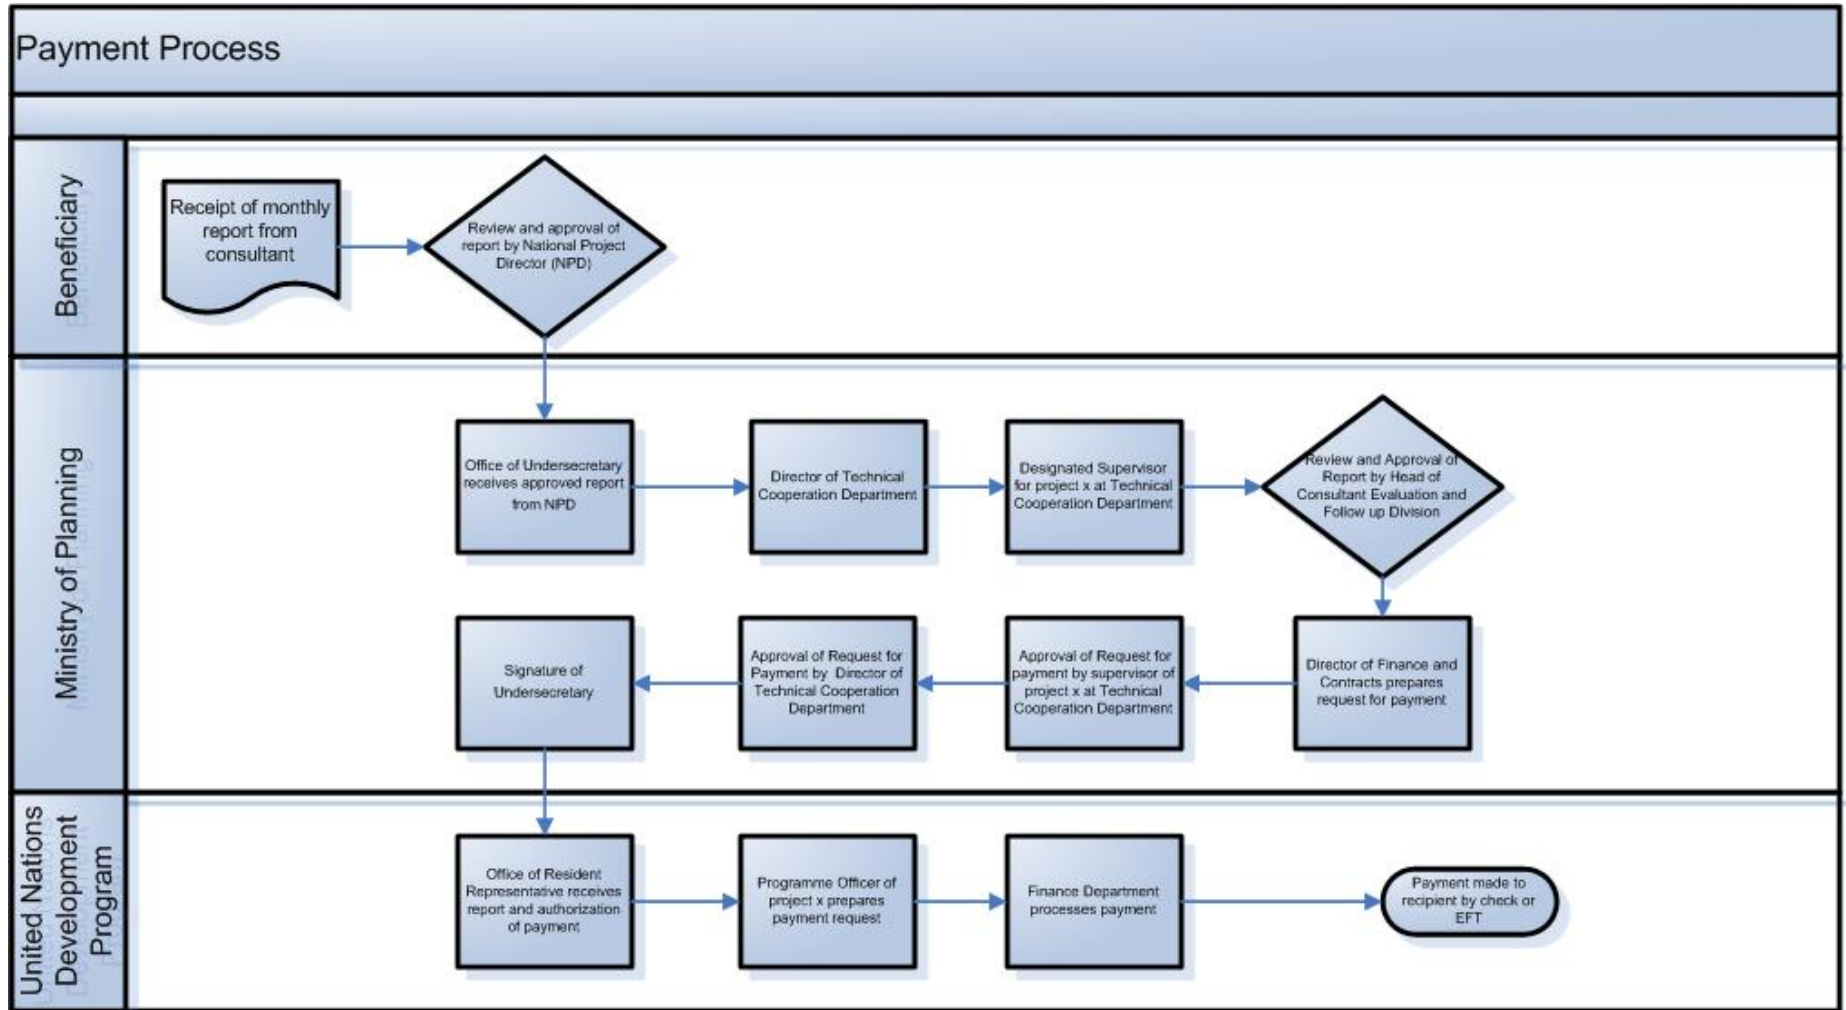 Payment Process
Beneficiary
Receipt of monthly
report from
consultant
Review and approval of
report by National Project
Director (NPD)
Ministry of Planning
Office of Undersecretary
receives approved report
from NPD
Director of Technical
Cooperation Department
Designated Supervisor
for project x at Technical
Cooperation Department
Review and Approval of
Report by Head of
Consultant Evaluation and
Follow up Division
Director of Finance and
Contracts prepares
request for payment
Approval of Request for
payment by supervisor of
project x at Technical
Cooperation Department
Approval of Request for
Payment by Director of
Technical Cooperation
Department
Signature of
Undersecretary
United Nations
Development
Program
Office of Resident
Representative receives
report and authorization
of payment
Programme Officer of
project x prepares
payment request
Finance Department
processes payment
Payment made to
recipient by check or
EFT